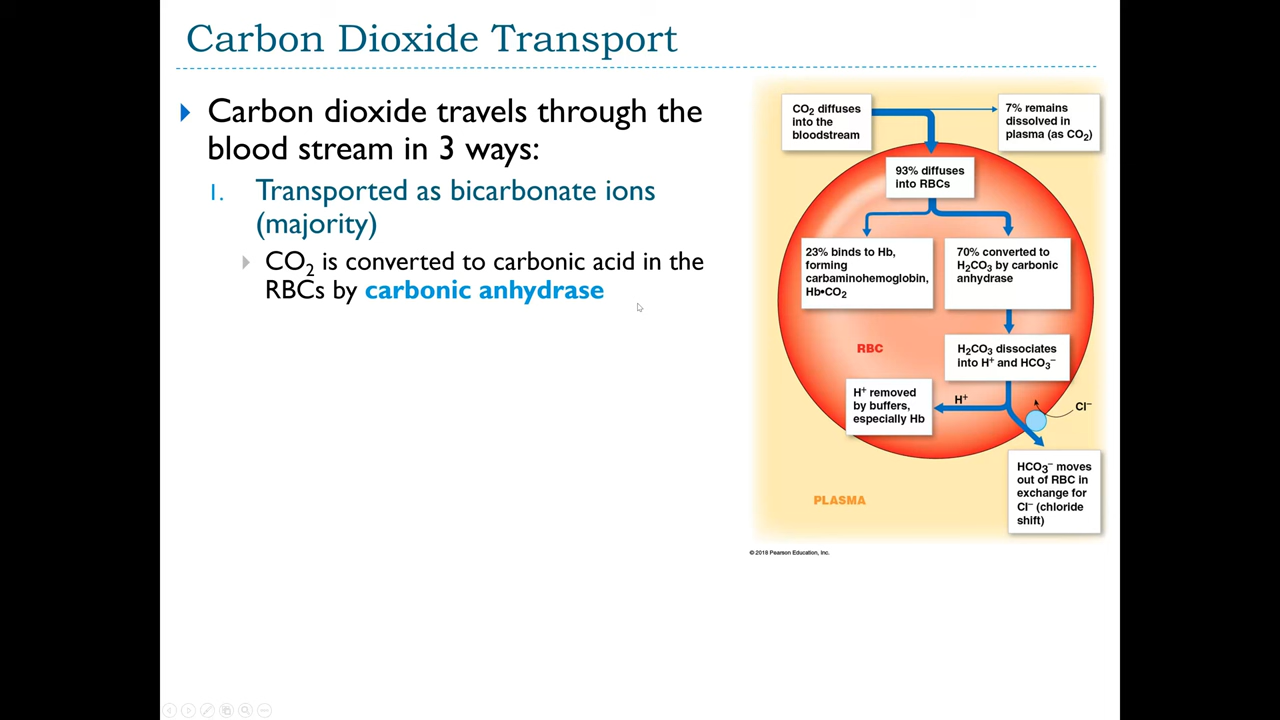 Carbon Dioxide Transport
Carbon dioxide travels through the
blood stream in 3 ways:
1. Transported as bicarbonate ions
(majority)
CO₂ is converted to carbonic acid in the
RBCs by carbonic anhydrase
CO₂ diffuses
into the
bloodstream
7% remains
dissolved in
plasma (as CO₂)
93% diffuses
into RBCs
23% binds to Hb,
forming
carbaminohemoglobin,
Hb•CO₂
70% converted to
H₂CO₃ by carbonic
anhydrase
RBC
H₂CO₃ dissociates
into H⁺ and HCO₃⁻
H⁺ removed
by buffers,
especially Hb
H⁺
Cl⁻
HCO₃⁻ moves
out of RBC in
exchange for
Cl⁻ (chloride
shift)
PLASMA
© 2018 Pearson Education, Inc.